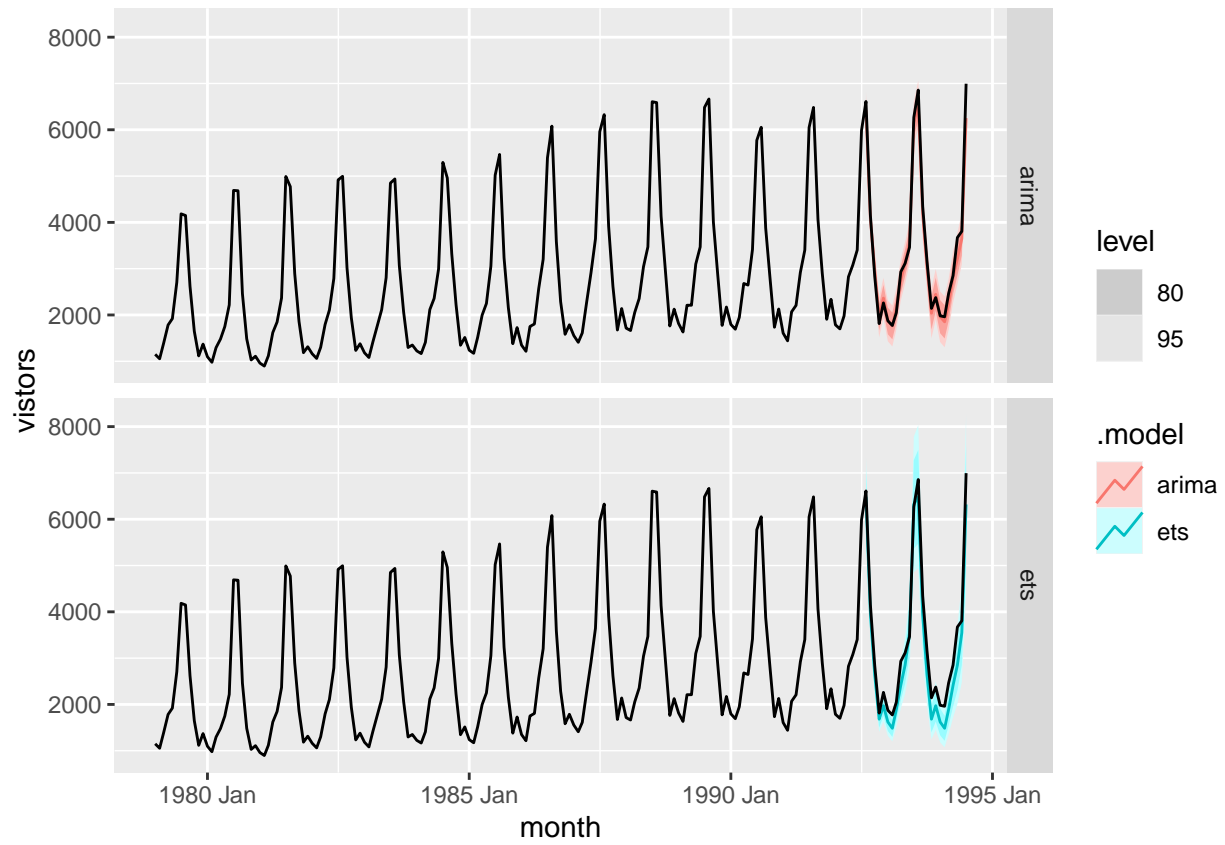 8000
6000
4000
2000
arima
8000
6000
4000
2000
ets
vistors
1980 Jan
1985 Jan
1990 Jan
1995 Jan
month
level
80
95
.model
arima
ets